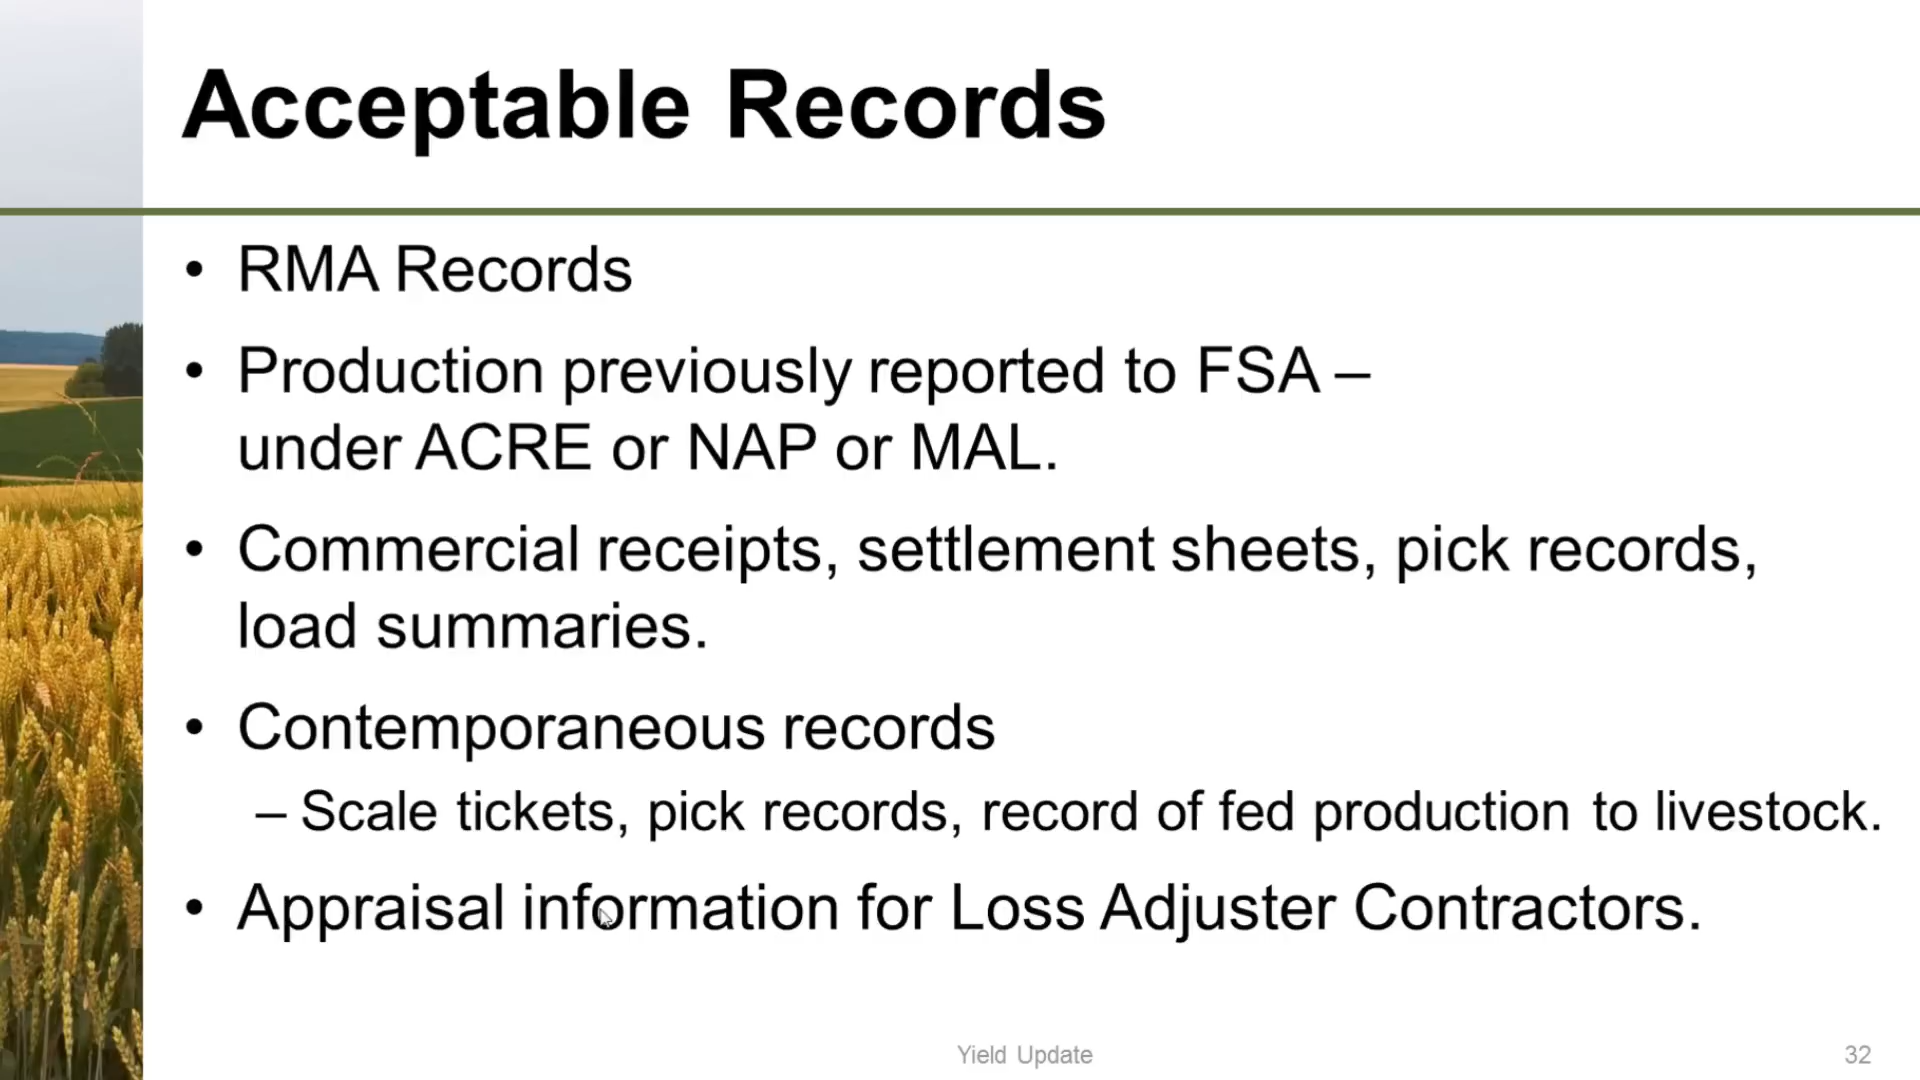 Acceptable Records
• RMA Records
• Production previously reported to FSA –
under ACRE or NAP or MAL.
• Commercial receipts, settlement sheets, pick records,
load summaries.
• Contemporaneous records
– Scale tickets, pick records, record of fed production to livestock.
• Appraisal information for Loss Adjuster Contractors.
Yield Update
32